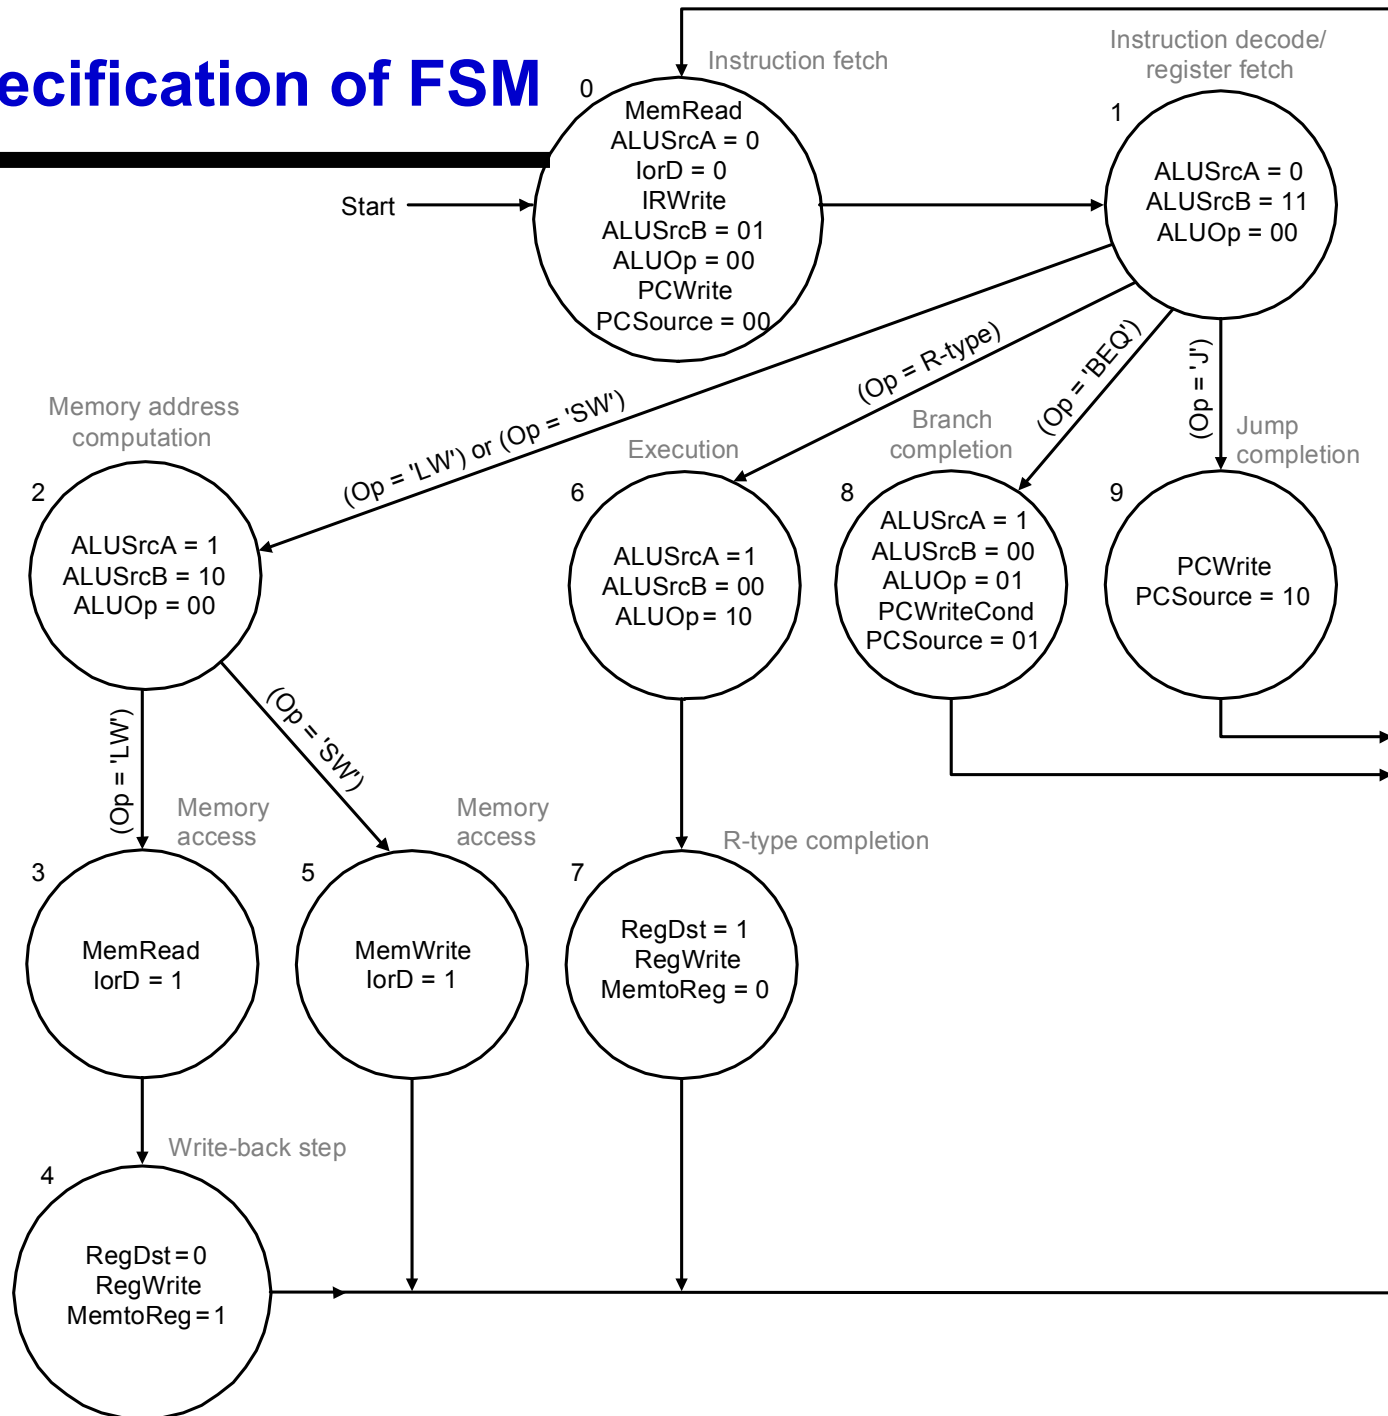 ecification of FSM
Instruction fetch
Instruction decode/
register fetch
0
MemRead
ALUSrcA = 0
IorD = 0
IRWrite
ALUSrcB = 01
ALUOp = 00
PCWrite
PCSource = 00
Start
1
ALUSrcA = 0
ALUSrcB = 11
ALUOp = 00
(Op = 'LW') or (Op = 'SW')
(Op = R-type)
(Op = 'BEQ')
(Op = 'J')
Memory address
computation
2
ALUSrcA = 1
ALUSrcB = 10
ALUOp = 00
Execution
6
ALUSrcA =1
ALUSrcB = 00
ALUOp= 10
Branch
completion
8
ALUSrcA = 1
ALUSrcB = 00
ALUOp = 01
PCWriteCond
PCSource = 01
Jump
completion
9
PCWrite
PCSource = 10
(Op = 'LW')
(Op = 'SW')
Memory
access
3
MemRead
IorD = 1
Memory
access
5
MemWrite
IorD = 1
R-type completion
7
RegDst = 1
RegWrite
MemtoReg = 0
Write-back step
4
RegDst=0
RegWrite
MemtoReg=1